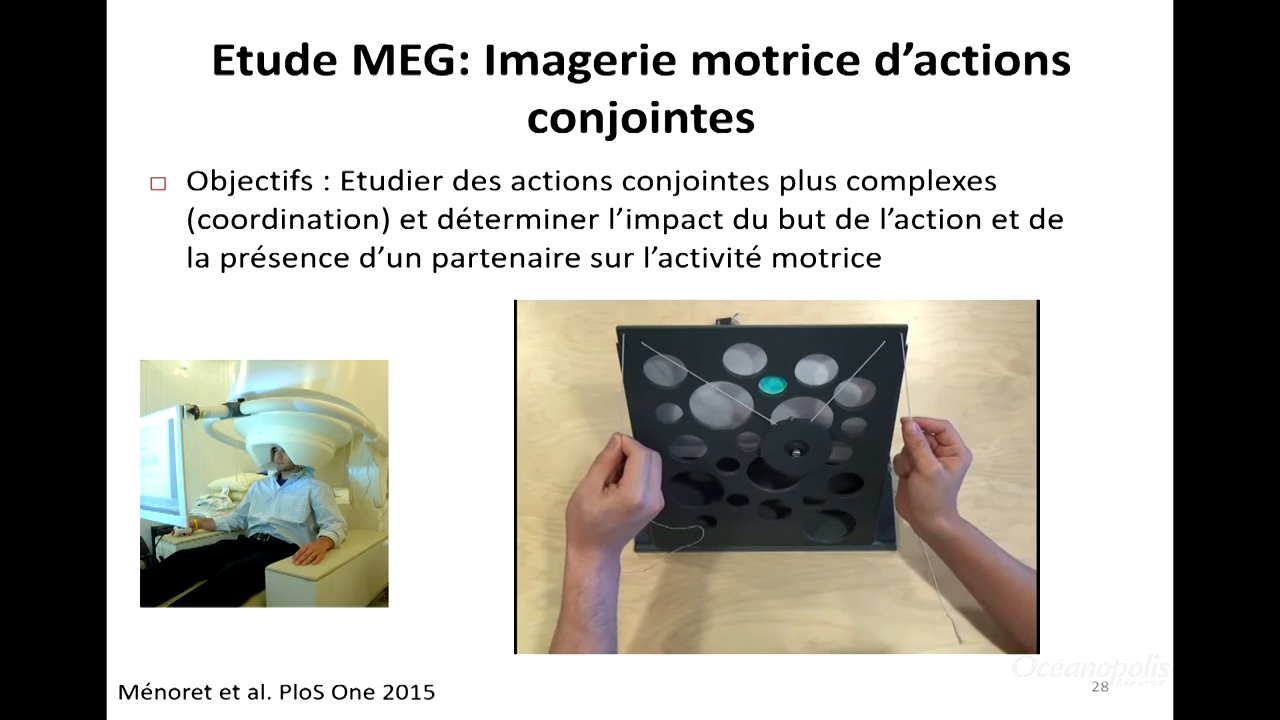 Etude MEG: Imagerie motrice d’actions
conjointes
Objectifs : Etudier des actions conjointes plus complexes
(coordination) et déterminer l’impact du but de l’action et de
la présence d’un partenaire sur l’activité motrice
Océanopolis
Brest
28
Ménoret et al. PloS One 2015